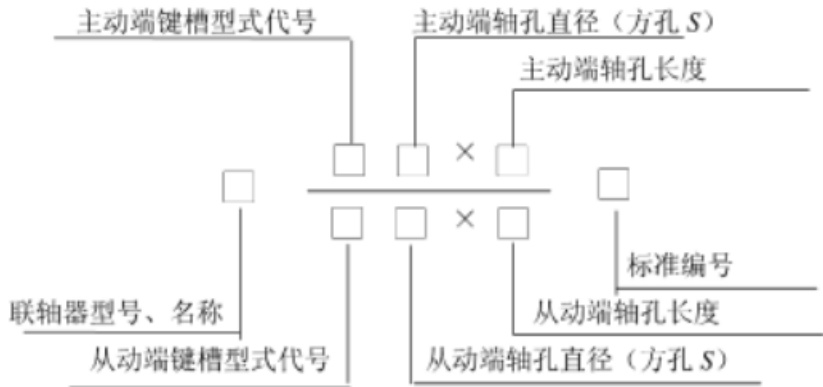 主动端键槽型式代号
主动端轴孔直径（方孔 S）
主动端轴孔长度
×
×
标准编号
联轴器型号、名称
从动端轴孔长度
从动端键槽型式代号
从动端轴孔直径（方孔 S）